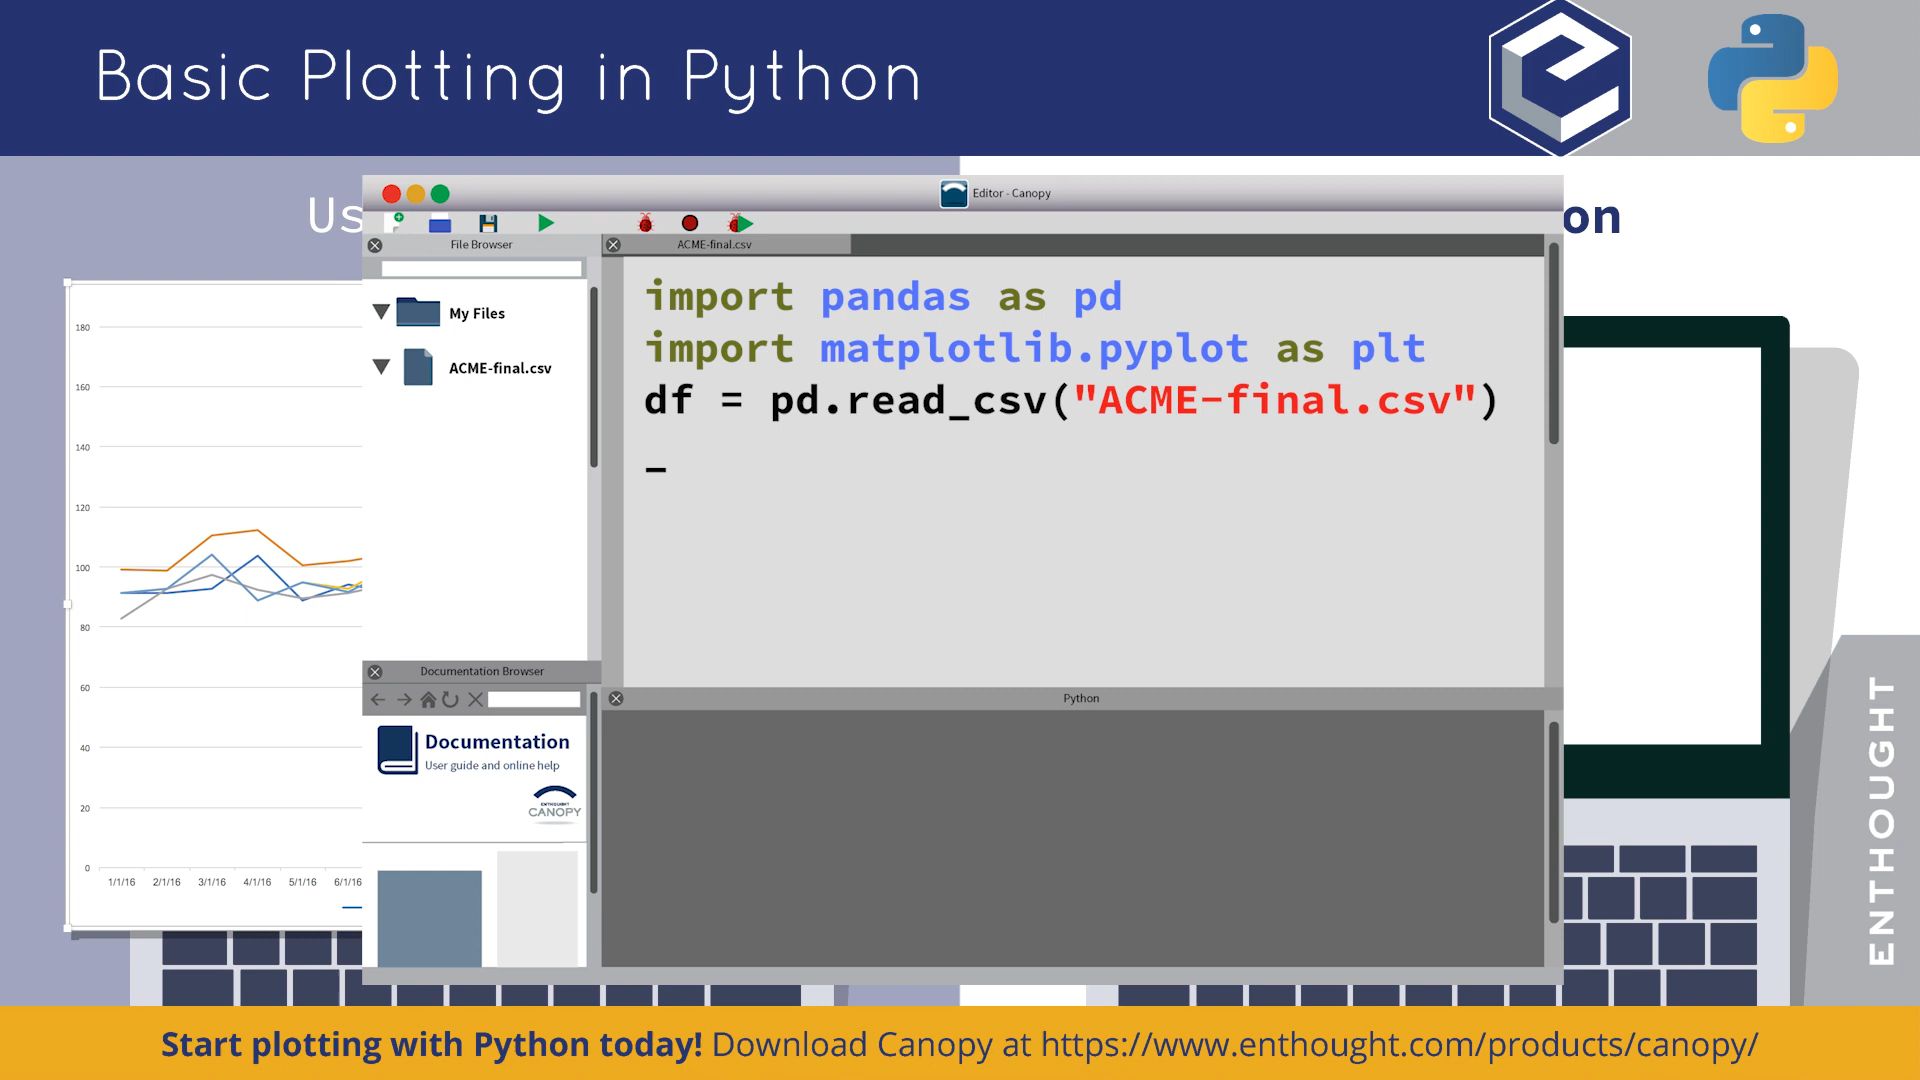 Basic Plotting in Python
Us
on
Editor - Canopy
File Browser
ACME-final.csv
My Files
ACME-final.csv
import pandas as pd
import matplotlib.pyplot as plt
df = pd.read_csv("ACME-final.csv")
_
180
160
140
120
100
80
60
40
20
0
1/1/16 2/1/16 3/1/16 4/1/16 5/1/16 6/1/16
Documentation Browser
Documentation
User guide and online help
ENTHOUGHT
CANOPY
Python
ENTHOUGHT
Start plotting with Python today! Download Canopy at https://www.enthought.com/products/canopy/